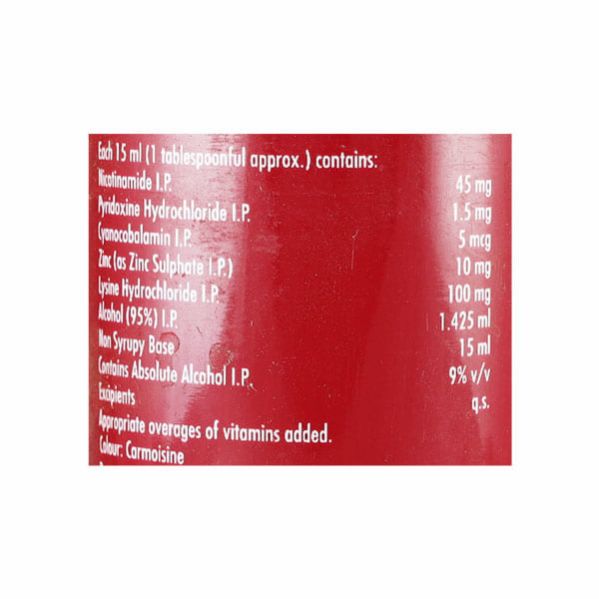 Each 15 ml (1 tablespoonful approx.) contains:
Nicotinamide I.P. 45 mg
Pyridoxine Hydrochloride I.P. 1.5 mg
Cyanocobalamin I.P. 5 mcg
Zinc (as Zinc Sulphate I.P.) 10 mg
Lysine Hydrochloride I.P. 100 mg
Alcohol (95%) I.P. 1.425 ml
Non Syrupy Base 15 ml
Contains Absolute Alcohol I.P. 9% v/v
Excipients q.s.
Appropriate overages of vitamins added.
Colour: Carmoisine